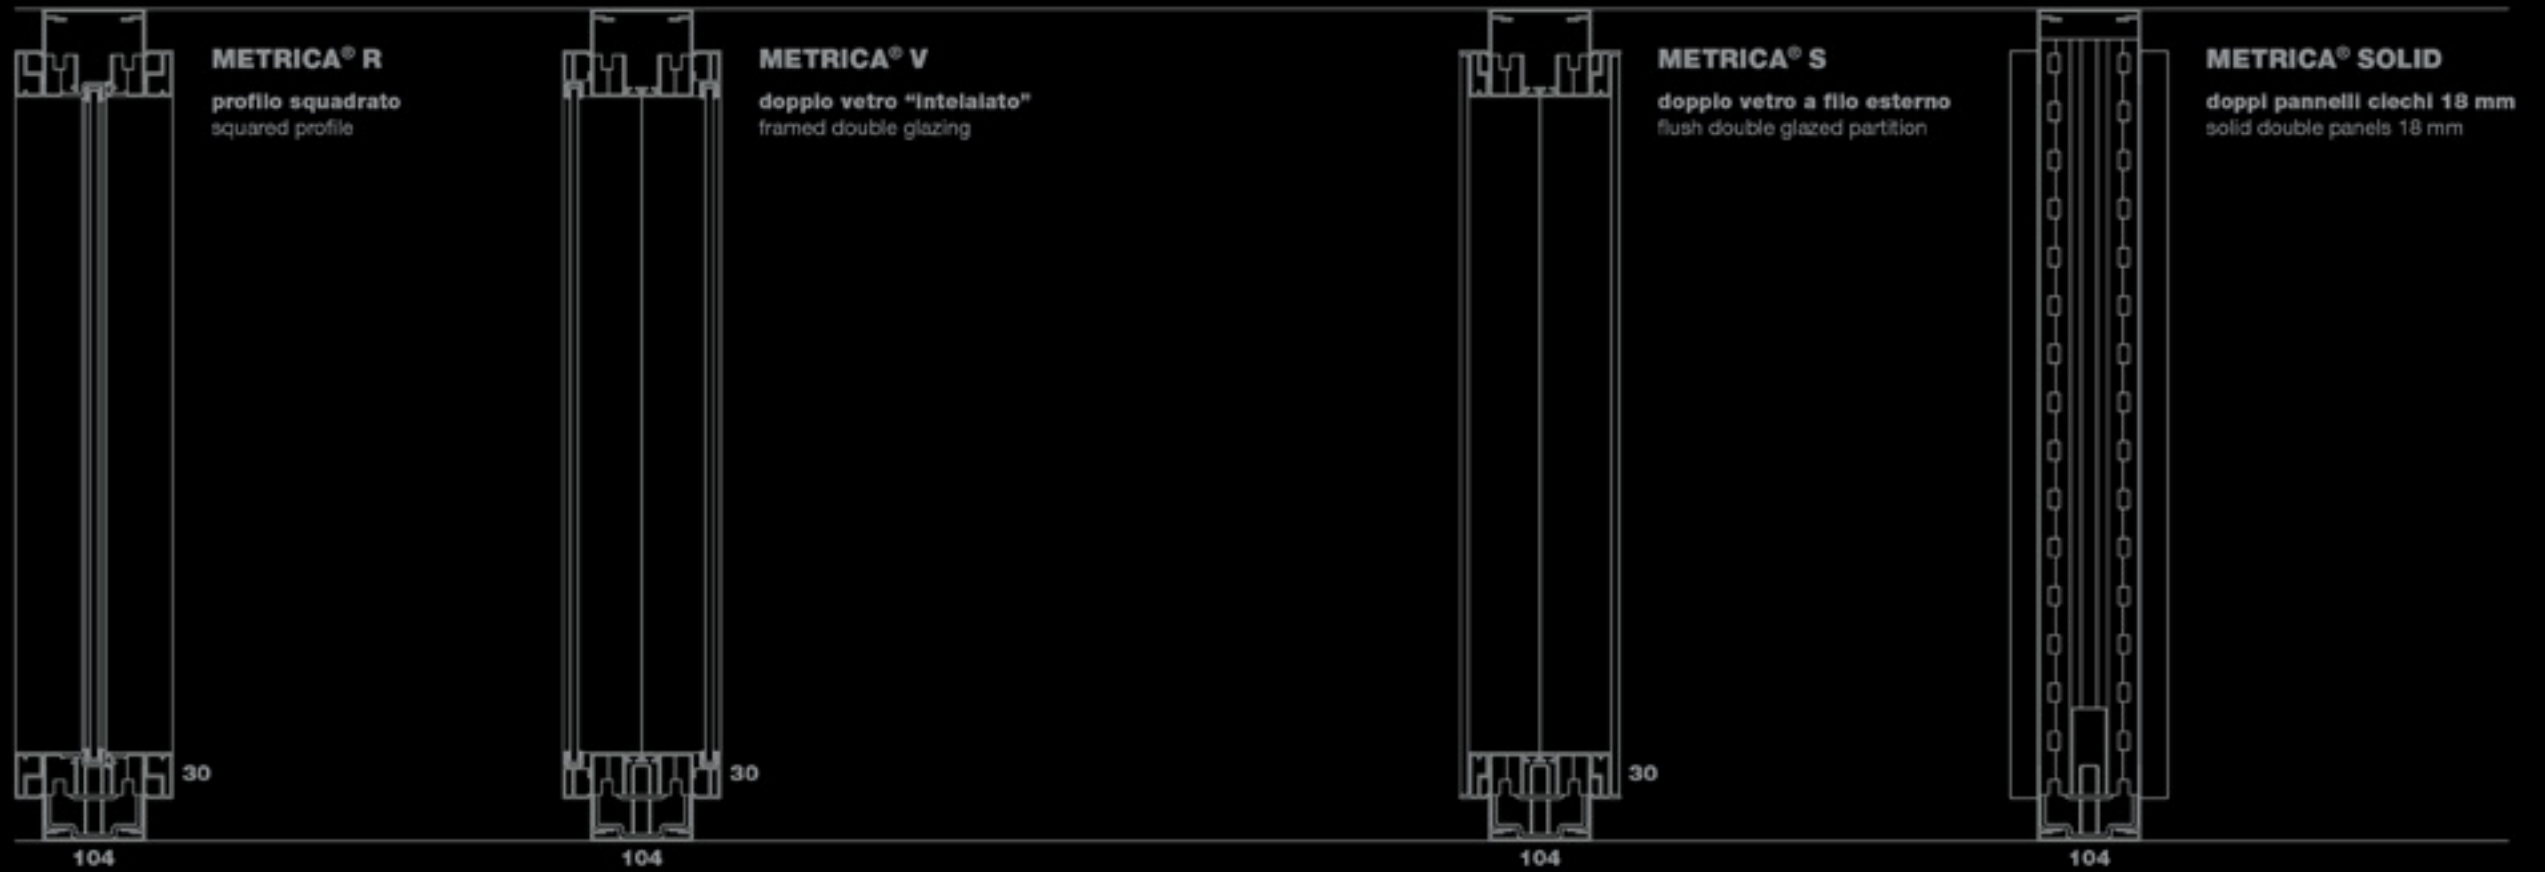 METRICA® R
profilo squadrato
squared profile
30
104
METRICA® V
doppio vetro “intelaiato”
framed double glazing
30
104
METRICA® S
doppio vetro a filo esterno
flush double glazed partition
30
104
METRICA® SOLID
doppi pannelli ciechi 18 mm
solid double panels 18 mm
104